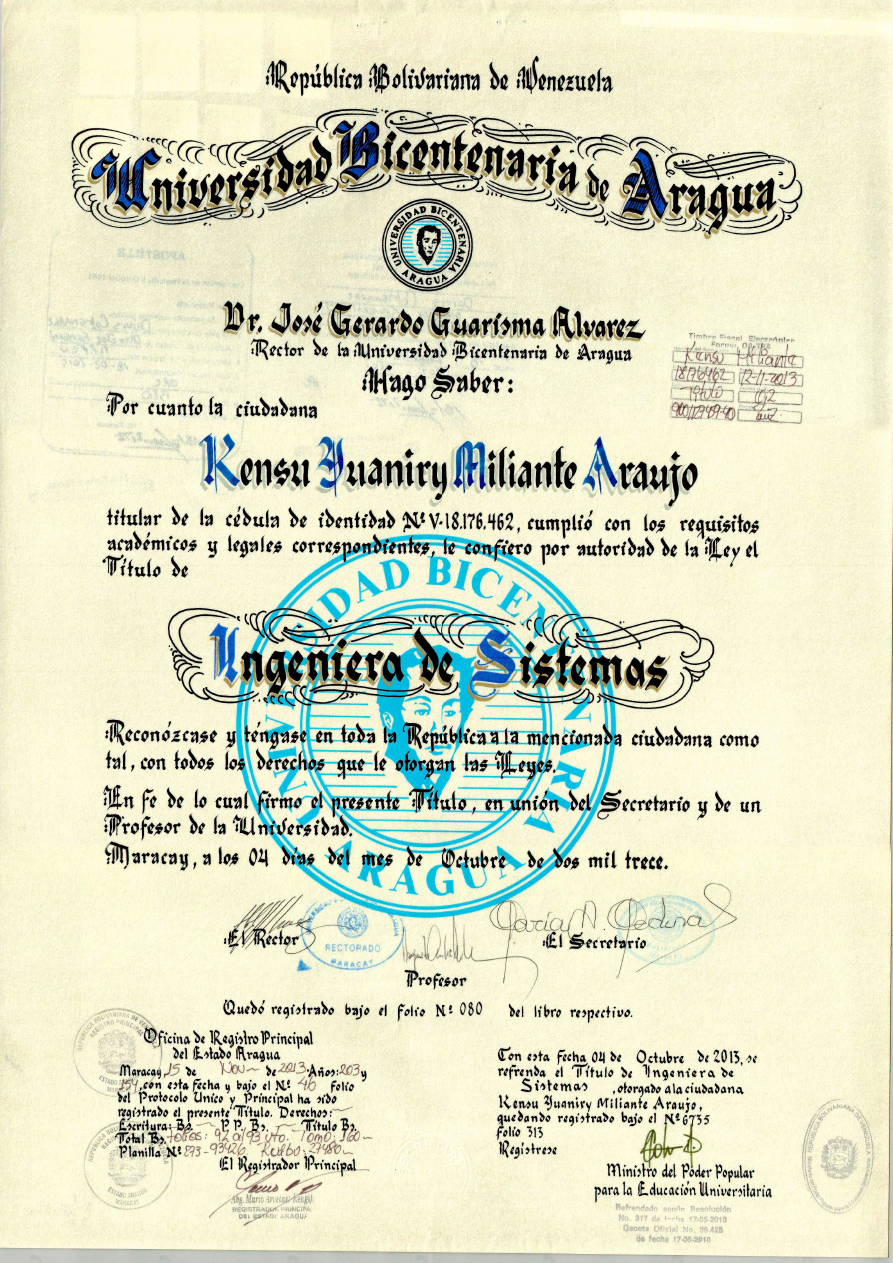 República Bolivariana de Venezuela
Universidad Bicentenaria de Aragua
UNIVERSIDAD BICENTENARIA
ARAGUA
Dr. José Gerardo Guarisma Alvarez
Rector de la Universidad Bicentenaria de Aragua
Hago Saber:
Timbre Fiscal Electrónico
Kensu Miliante
18176462 12-11-2013
Título
Por cuanto la ciudadana
Kensu Yuaniry Miliante Araujo
titular de la cédula de identidad Nº V-18.176.462, cumplió con los requisitos
académicos y legales correspondientes, le confiero por autoridad de la Ley el
Título de
Ingeniera de Sistemas
Reconózcase y téngase en toda la República a la mencionada ciudadana como
tal, con todos los derechos que le otorgan las Leyes.
En fe de lo cual firmo el presente Título, en unión del Secretario y de un
Profesor de la Universidad.
Maracay, a los 04 días del mes de Octubre de dos mil trece.
UNIVERSIDAD BICENTENARIA
ARAGUA
El Rector
RECTORADO
MARACAY
María N. Medina
El Secretario
Profesor
Quedó registrado bajo el folio Nº 080 del libro respectivo.
Oficina de Registro Principal
del Estado Aragua
Maracay, 15 de Nov de 2013. Años: 203 y
154, con esta fecha y bajo el N.º 46 folio
del Protocolo Unico y Principal ha sido
registrado el presente Título. Derechos:
Escritura: Bs. P.P. Bs. Título Bs.
Total Bs. folios: 92 al 93 vto. Tomo: 160
Planilla Nº 273-93426 Recibo: 27480
El Registrador Principal
REGISTRADOR PRINCIPAL
DEL ESTADO ARAGUA
Con esta fecha 04 de Octubre de 2013, se
refrenda el Título de Ingeniera de
Sistemas , otorgado a la ciudadana
Kensu Yuaniry Miliante Araujo,
quedando registrado bajo el Nº 6735
folio 313
Regístrese
Ministro del Poder Popular
para la Educación Universitaria
Refrendado según Resolución
No. 317 de fecha 17-05-2010
Gaceta Oficial No. 39.425
de fecha 17-05-2010